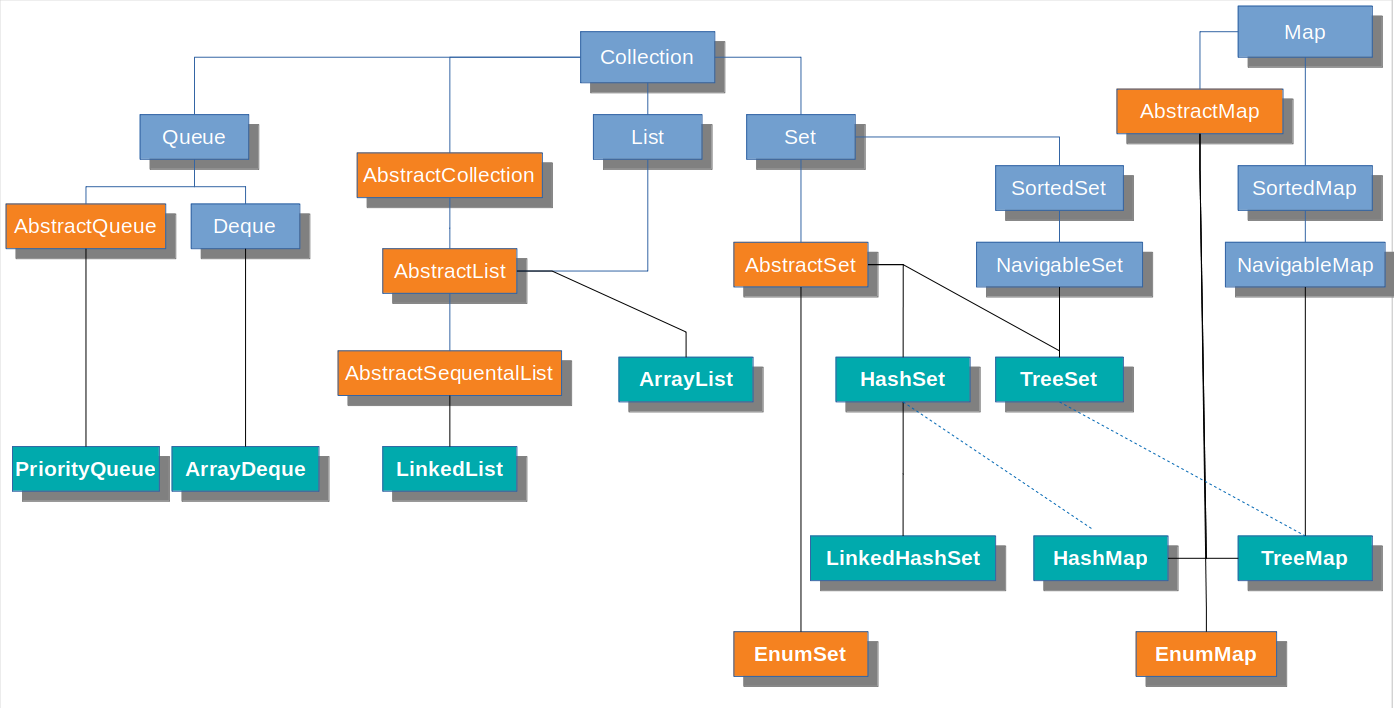 Map
Collection
AbstractMap
Queue
List
Set
AbstractCollection
SortedSet
SortedMap
AbstractQueue
Deque
AbstractList
AbstractSet
NavigableSet
NavigableMap
AbstractSequentalList
ArrayList
HashSet
TreeSet
PriorityQueue
ArrayDeque
LinkedList
LinkedHashSet
HashMap
TreeMap
EnumSet
EnumMap